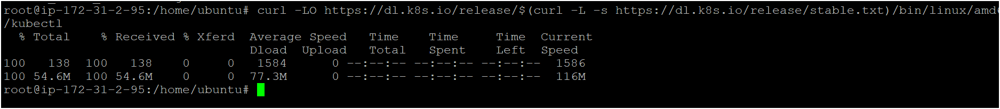 root@ip-172-31-2-95:/home/ubuntu# curl -LO https://dl.k8s.io/release/$(curl -L -s https://dl.k8s.io/release/stable.txt)/bin/linux/amd6
/kubectl
% Total % Received % Xferd Average Speed Time Time Time Current
Dload Upload Total Spent Left Speed
100 138 100 138 0 0 1584 0 --:--:-- --:--:-- --:--:-- 1586
100 54.6M 100 54.6M 0 0 77.3M 0 --:--:-- --:--:-- --:--:-- 116M
root@ip-172-31-2-95:/home/ubuntu#